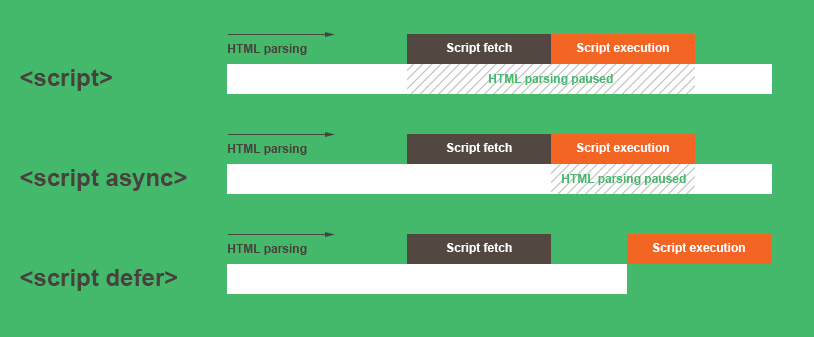 HTML parsing
Script fetch
Script execution
<script>
HTML parsing paused
HTML parsing
Script fetch
Script execution
<script async>
HTML parsing paused
HTML parsing
Script fetch
Script execution
<script defer>